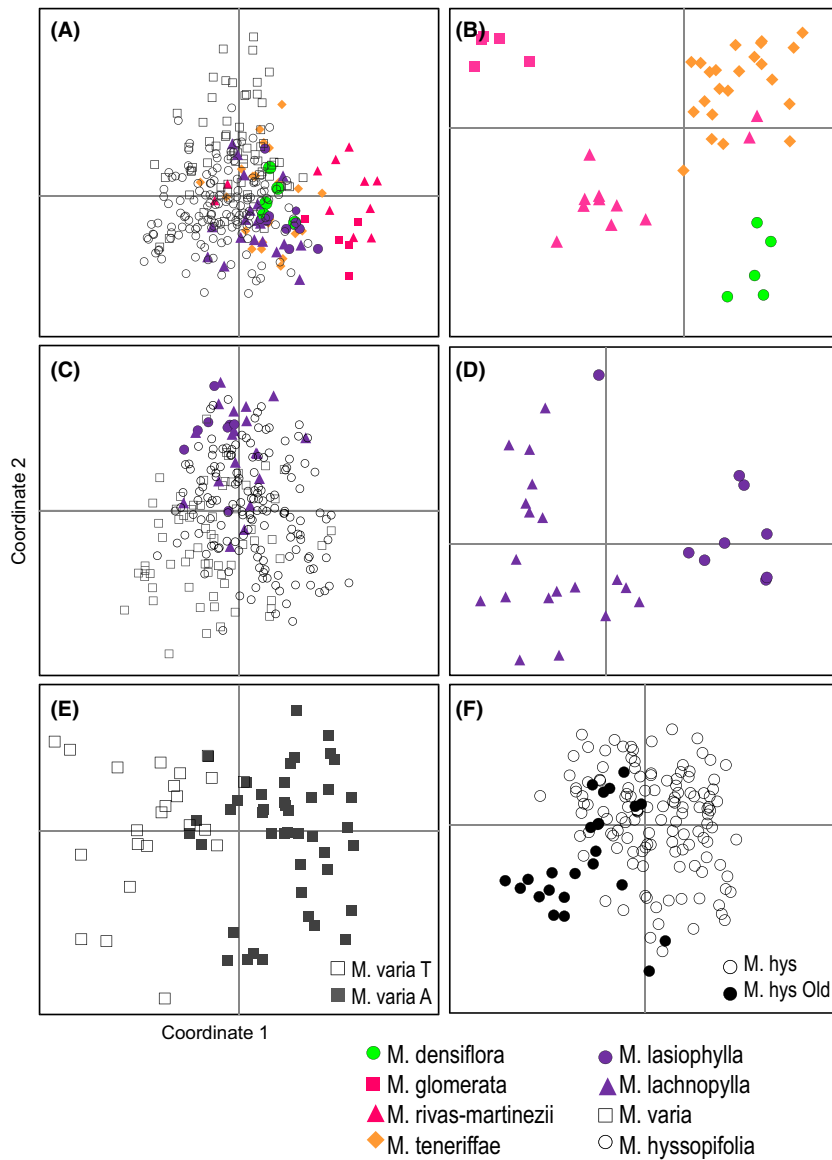 (A)
(B)
(C)
(D)
Coordinate 2
(E)
M. varia T
M. varia A
(F)
M. hys
M. hys Old
Coordinate 1
M. densiflora
M. glomerata
M. rivas-martinezii
M. teneriffae
M. lasiophylla
M. lachnopylla
M. varia
M. hyssopifolia